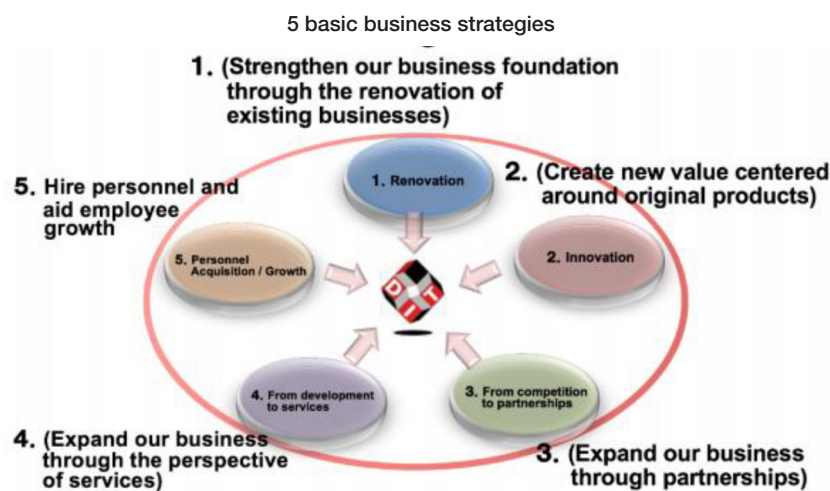 5 basic business strategies
1. (Strengthen our business foundation
through the renovation of
existing businesses)
1. Renovation
2. (Create new value centered
around original products)
2. Innovation
5. Hire personnel and
aid employee
growth
5. Personnel
Acquisition / Growth
DIT
3. From competition
to partnerships
4. From development
to services
4. (Expand our business
through the perspective
of services)
3. (Expand our business
through partnerships)